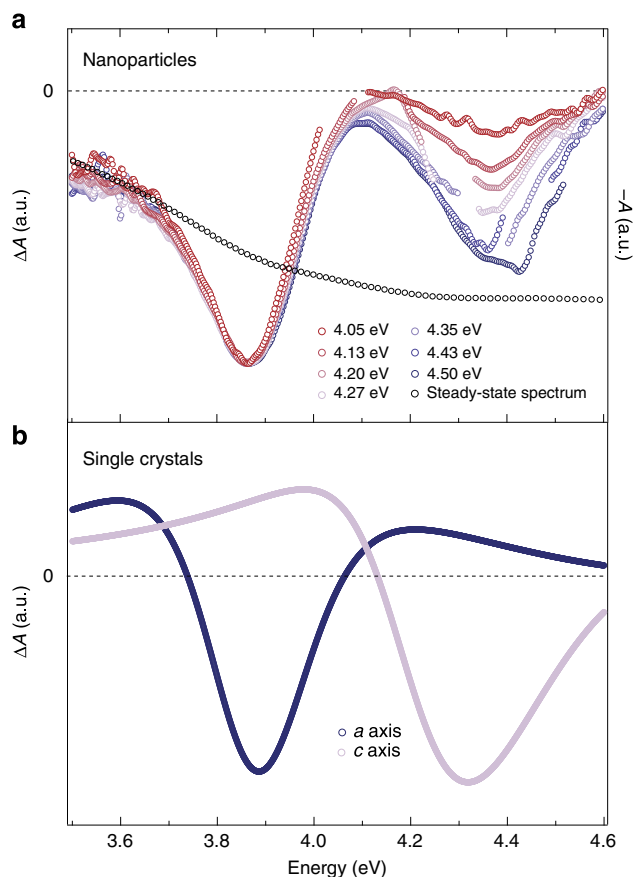 a
Nanoparticles
0
ΔA (a.u.)
–A (a.u.)
4.05 eV 4.35 eV
4.13 eV 4.43 eV
4.20 eV 4.50 eV
4.27 eV Steady-state spectrum
b
Single crystals
0
ΔA (a.u.)
a axis
c axis
3.6 3.8 4.0 4.2 4.4 4.6
Energy (eV)